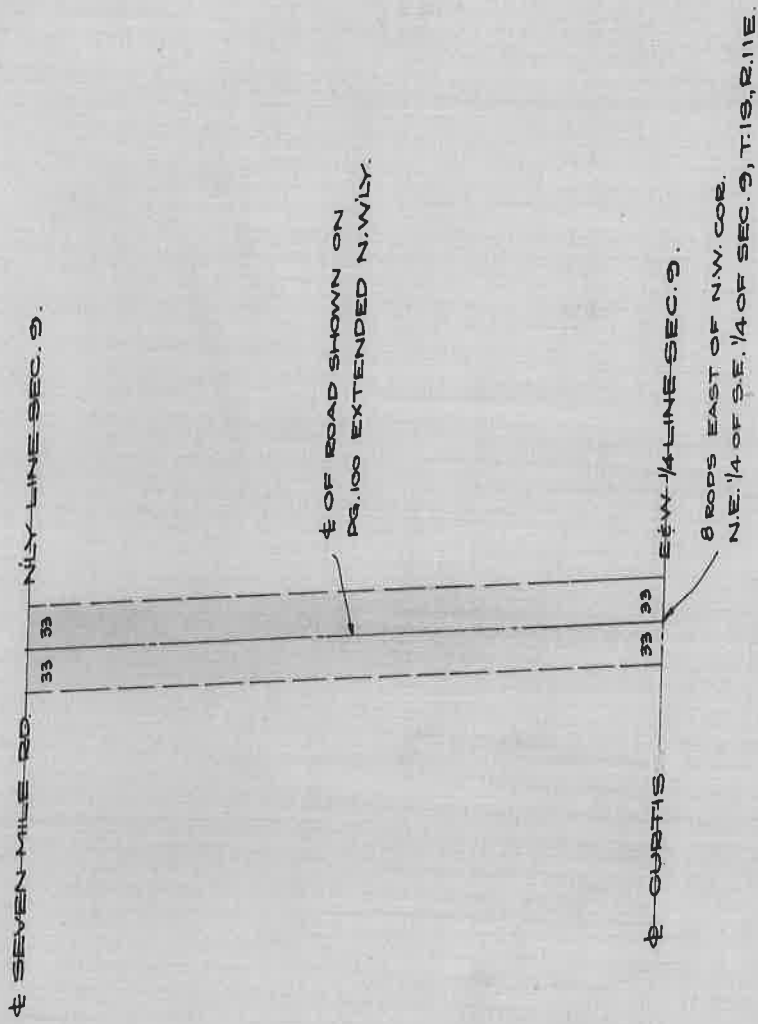 ℄ SEVEN MILE RD. N'LY LINE SEC. 9.
33 33
℄ OF ROAD SHOWN ON
PG. 100 EXTENDED N.W'LY.
33 33
℄ CURTIS E&W 1/4 LINE SEC. 9.
8 RODS EAST OF N.W. COR.
N.E. 1/4 OF S.E. 1/4 OF SEC. 9, T.1S., R.11E.